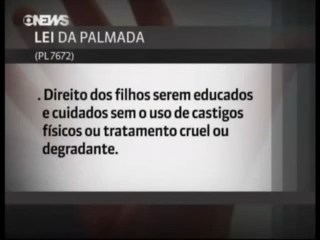 NEWS
LEI DA PALMADA
(PL 7672)
. Direito dos filhos serem educados
e cuidados sem o uso de castigos
físicos ou tratamento cruel ou
degradante.